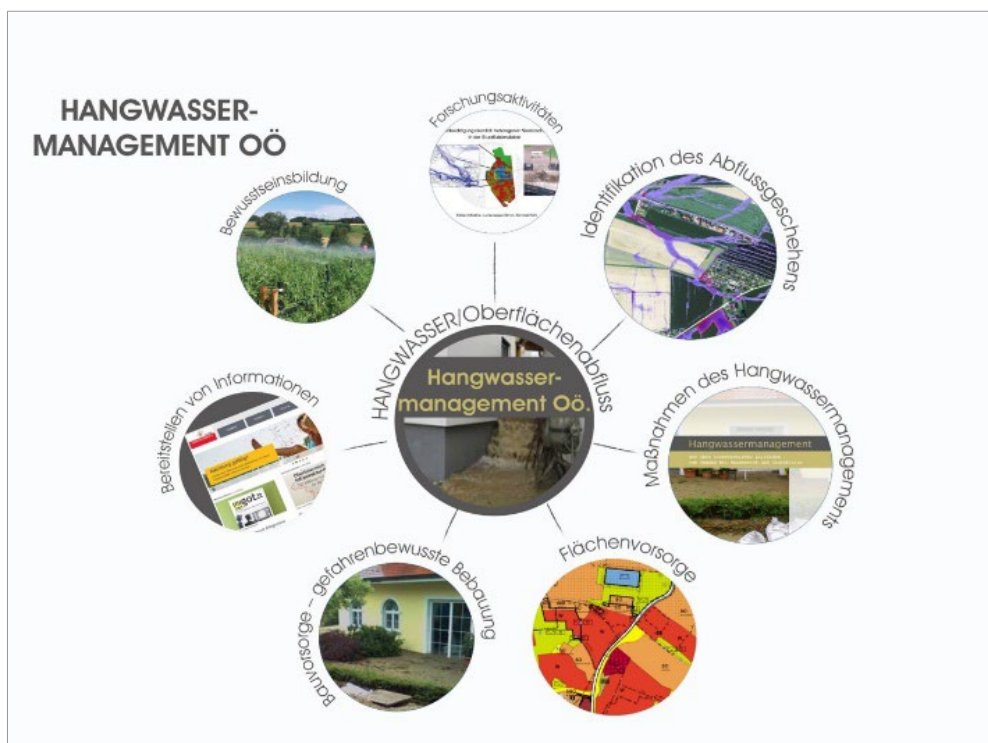 HANGWASSER-
MANAGEMENT OÖ
Forschungsaktivitäten
Identifikation des Abflussgeschehens
Maßnahmen des Hangwassermanagements
Hangwassermanagement
Flächenvorsorge
Bauvorsorge – gefahrenbewusste Bebauung
Bereitstellen von Informationen
Bewusstseinsbildung
HANGWASSER/Oberflächenabfluss
Hangwasser-
management Oö.